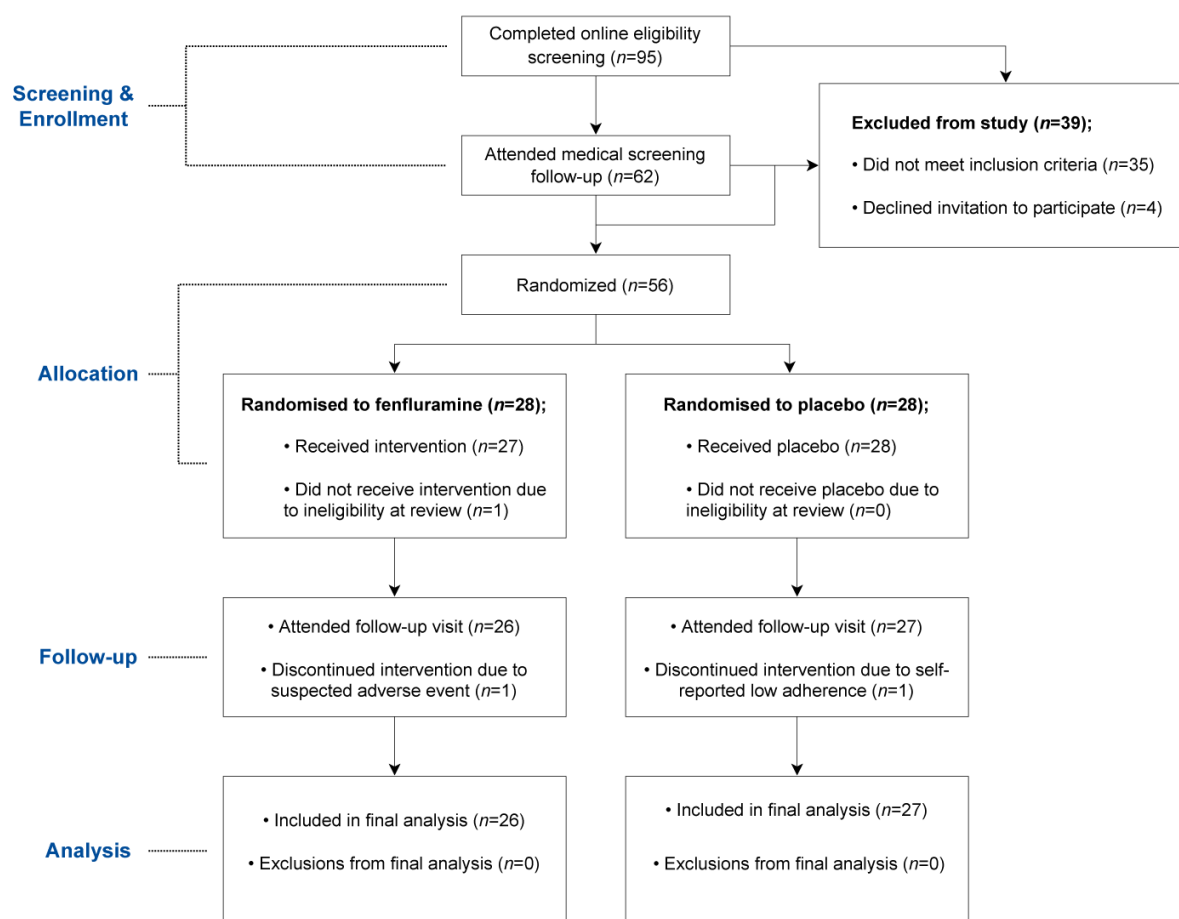 Completed online eligibility
screening (n=95)
Screening &
Enrollment
Excluded from study (n=39);
• Did not meet inclusion criteria (n=35)
• Declined invitation to participate (n=4)
Attended medical screening
follow-up (n=62)
Randomized (n=56)
Allocation
Randomised to fenfluramine (n=28);
• Received intervention (n=27)
• Did not receive intervention due
to ineligibility at review (n=1)
Randomised to placebo (n=28);
• Received placebo (n=28)
• Did not receive placebo due to
ineligibility at review (n=0)
Follow-up
• Attended follow-up visit (n=26)
• Discontinued intervention due to
suspected adverse event (n=1)
• Attended follow-up visit (n=27)
• Discontinued intervention due to self-
reported low adherence (n=1)
Analysis
• Included in final analysis (n=26)
• Exclusions from final analysis (n=0)
• Included in final analysis (n=27)
• Exclusions from final analysis (n=0)